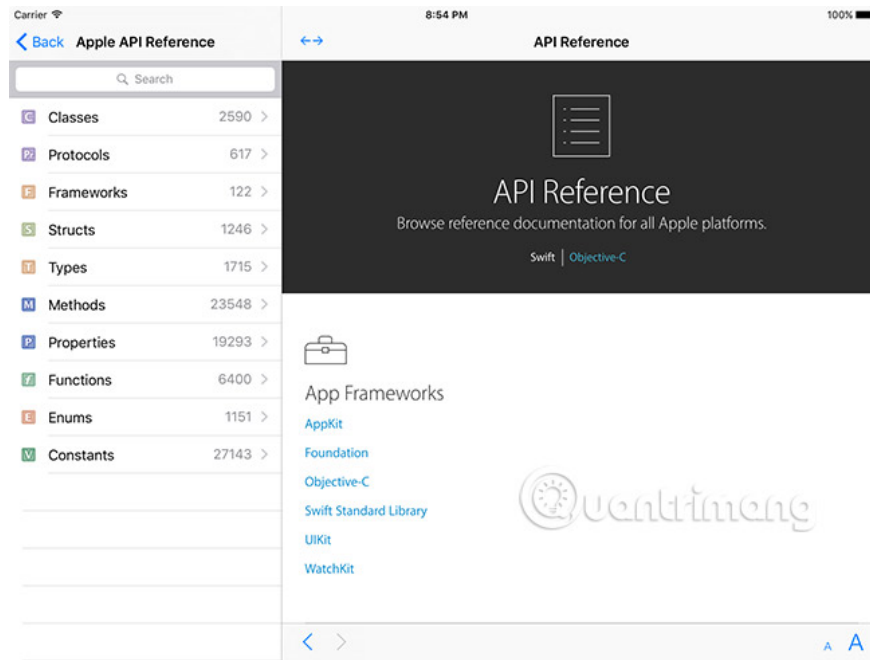 Carrier 8:54 PM 100%
Back Apple API Reference
API Reference
Search
C Classes 2590
Pr Protocols 617
F Frameworks 122
S Structs 1246
T Types 1715
M Methods 23548
P Properties 19293
f Functions 6400
E Enums 1151
V Constants 27143
API Reference
Browse reference documentation for all Apple platforms.
Swift | Objective-C
App Frameworks
AppKit
Foundation
Objective-C
Swift Standard Library
UIKit
WatchKit
Quantrimang
A A